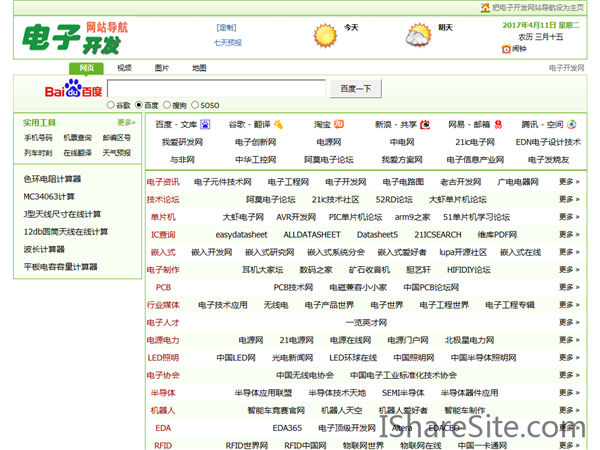 把电子开发网站导航设为主页
电子 网站导航
开发
[定制]
七天预报
今天
明天
2017年4月11日 星期二
农历 三月十五
闹钟
网页 视频 图片 地图 电子开发网
Baidu百度 百度一下
谷歌 百度 搜狗 SOSO
实用工具 更多»
手机号码 机票查询 邮编区号
列车时刻 在线翻译 天气预报
色环电阻计算器
MC34063计算
J型天线尺寸在线计算
12db圆筒天线在线计算
波长计算器
平板电容容量计算器
百度 - 文库 谷歌 - 翻译 淘宝 新浪 - 共享 网易 - 邮箱 腾讯 - 空间
我爱研发网 电子创新网 电源网 中电网 21ic电子网 EDN电子设计技术
与非网 中华工控网 阿莫电子论坛 我爱方案网 电子信息产业网 电子发烧友
电子资讯 电子元件技术网 电子工程网 电子开发网 电子电路图 老古开发网 广电电器网 更多 »
技术论坛 阿莫电子论坛 21ic技术社区 52RD论坛 大虾单片机论坛 更多 »
单片机 大虾电子网 AVR开发网 PIC单片机论坛 arm9之家 51单片机学习论坛 更多 »
IC查询 easydatasheet ALLDATASHEET Datasheet5 21ICSEARCH 维库PDF网 更多 »
嵌入式 嵌入开发网 嵌入式研究网 嵌入式系统分会 嵌入式爱好者 lupa开源社区 嵌入式在线 更多 »
电子制作 耳机大家坛 数码之家 矿石收音机 胆艺轩 HIFIDIY论坛 更多 »
PCB PCB技术网 电磁兼容小小家 中国PCB论坛网 更多 »
行业媒体 电子技术应用 无线电 电子产品世界 电子世界 电子工程世界 电子工程专辑 更多 »
电子人才 一览英才网 更多 »
电源电力 电源网 21电源网 电源在线网 电源门户网 北极星电力网 更多 »
LED照明 中国LED网 光电新闻网 LED环球在线 中国照明网 中国半导体照明网 更多 »
电子协会 中国无线电协会 中国电子工业标准化技术协会 更多 »
半导体 半导体应用联盟 半导体技术天地 SEMI半导体 半导体器件应用 更多 »
机器人 智能车竞赛官网 机器人天空 机器人爱好者 智能车制作 更多 »
EDA EDA365 电子顶级开发网 Altera EDACEO 更多 »
RFID RFID世界网 RFID中国网 物联网世界 物联网在线 中国一卡通网 更多 »
ISharesite.com